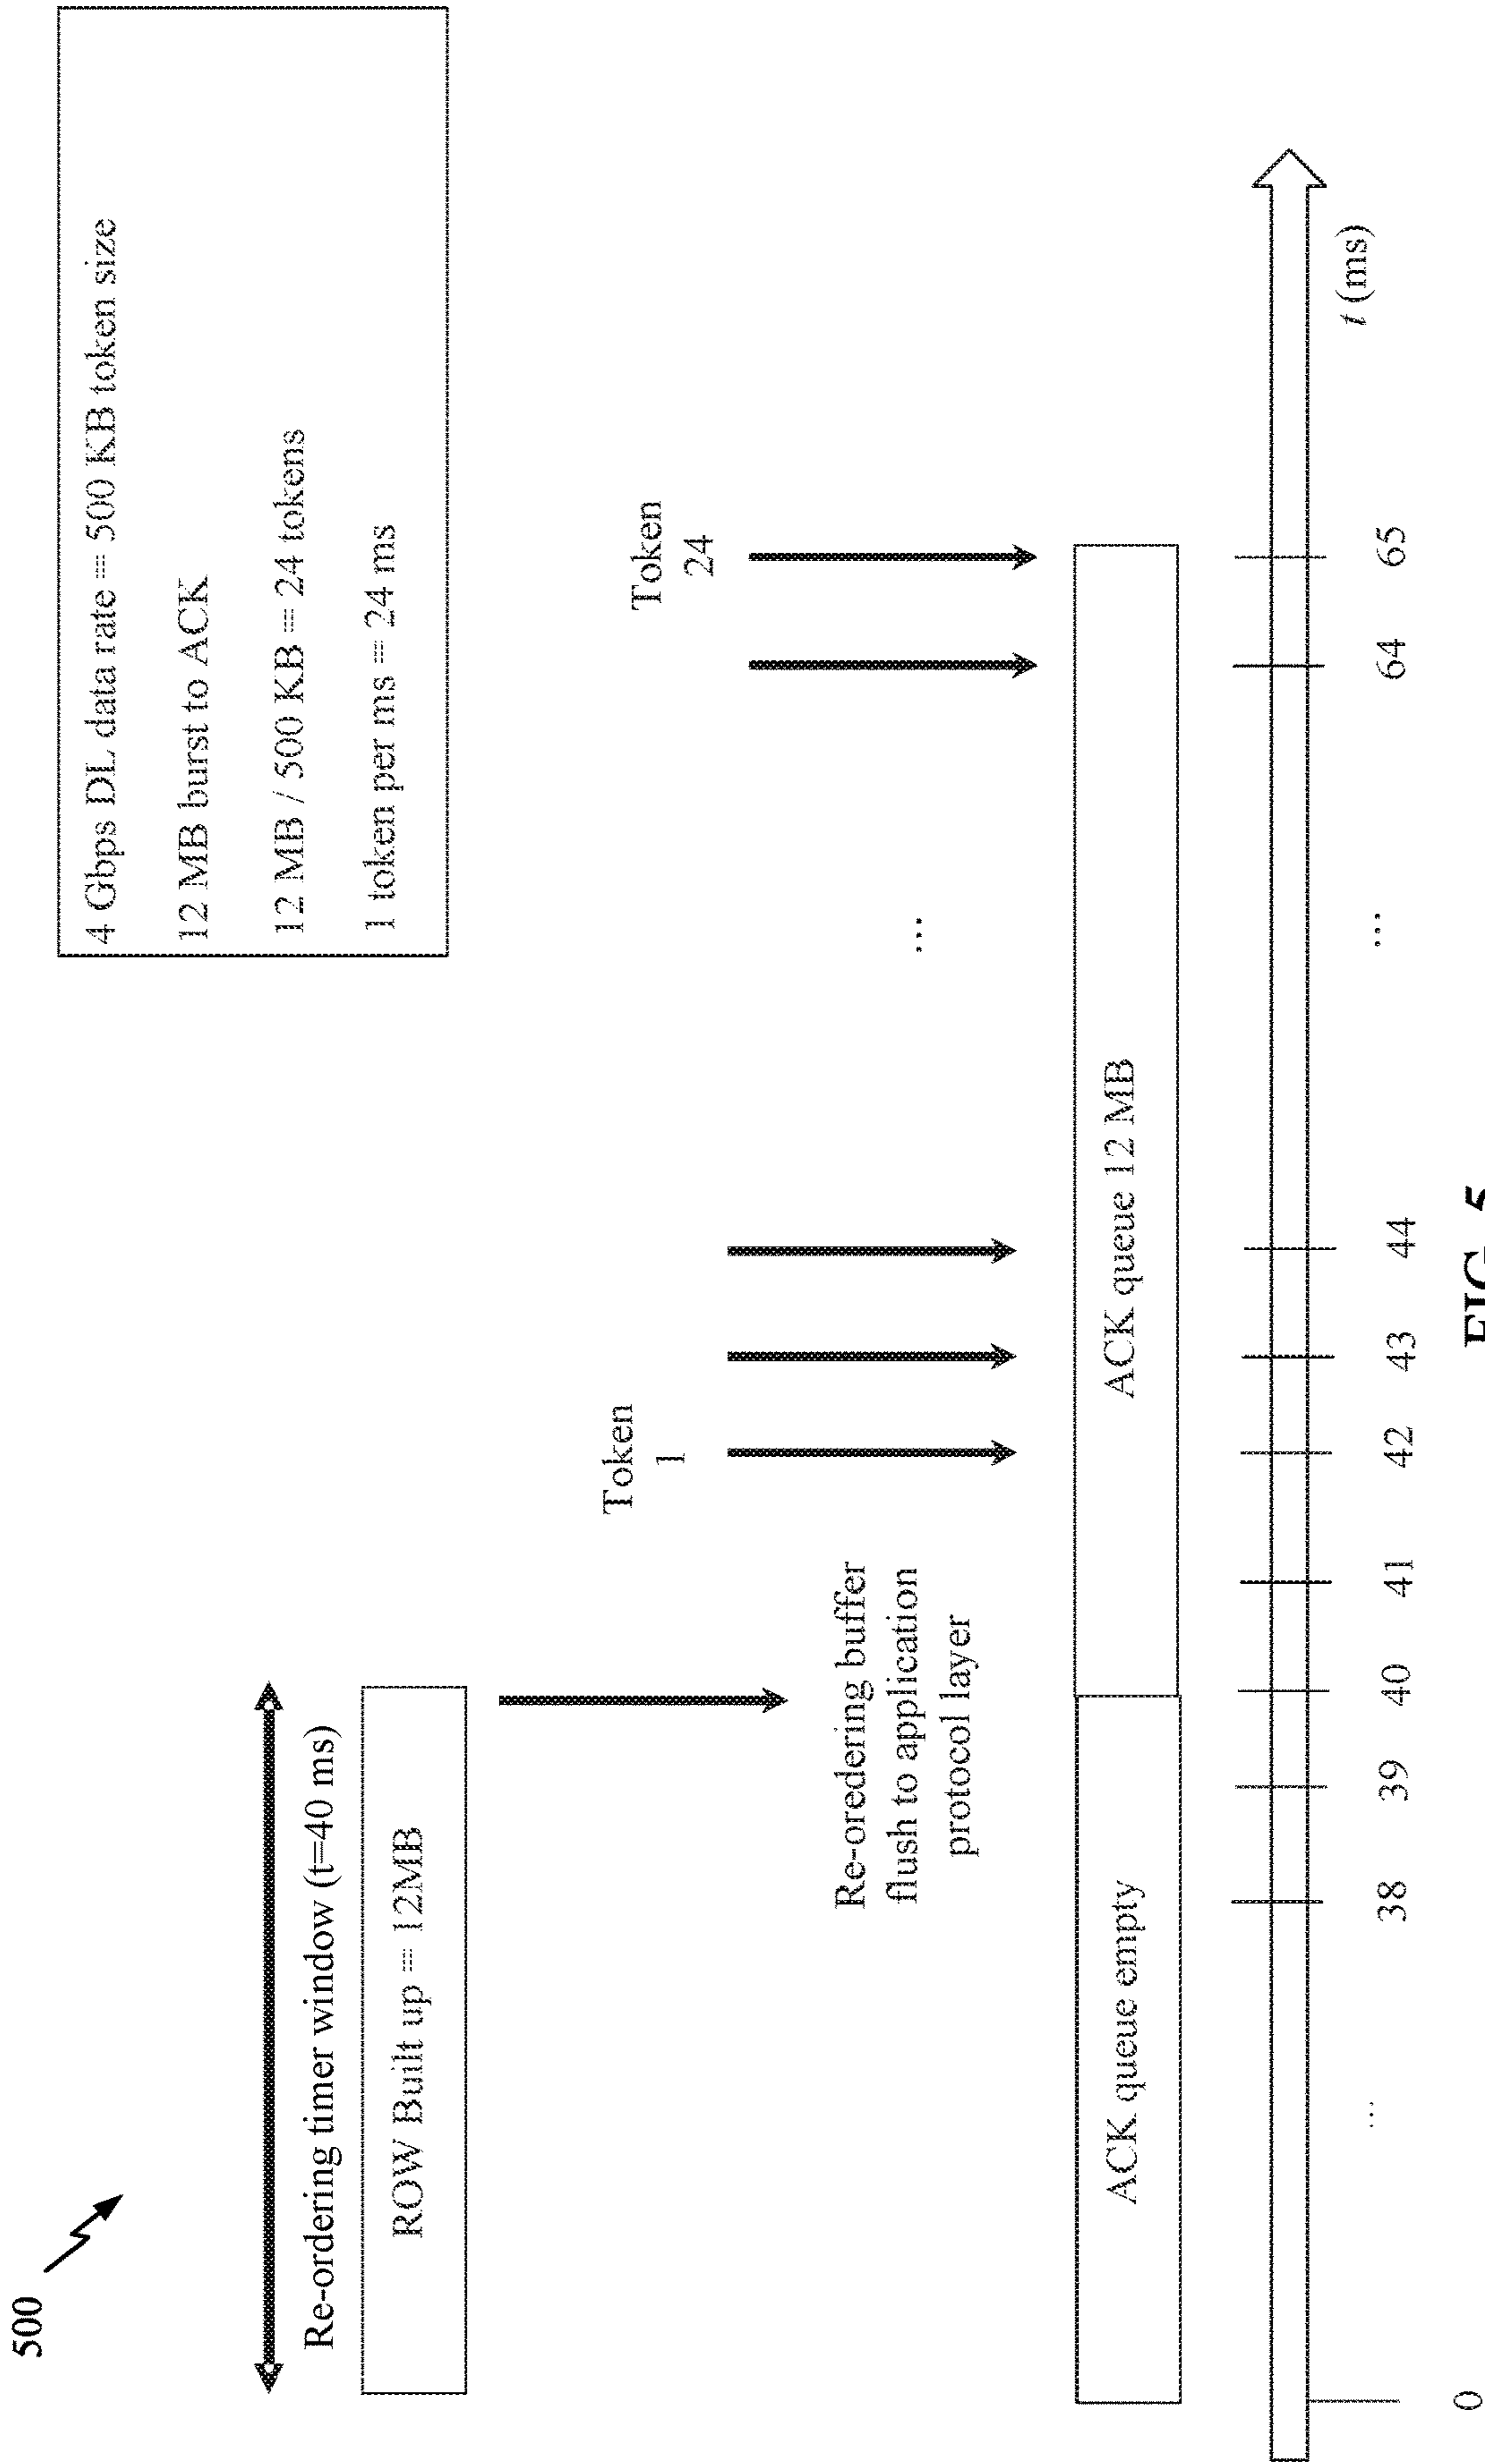 500
4 Gbps DL data rate = 500 KB token size
12 MB burst to ACK
12 MB / 500 KB = 24 tokens
1 token per ms = 24 ms
Re-ordering timer window (t=40 ms)
ROW Built up = 12MB
Token
1
Token
24
Re-oredering buffer
flush to application
protocol layer
...
ACK queue empty
ACK queue 12 MB
t (ms)
0
...
38
39
40
41
42
43
44
...
64
65
FIG. 5